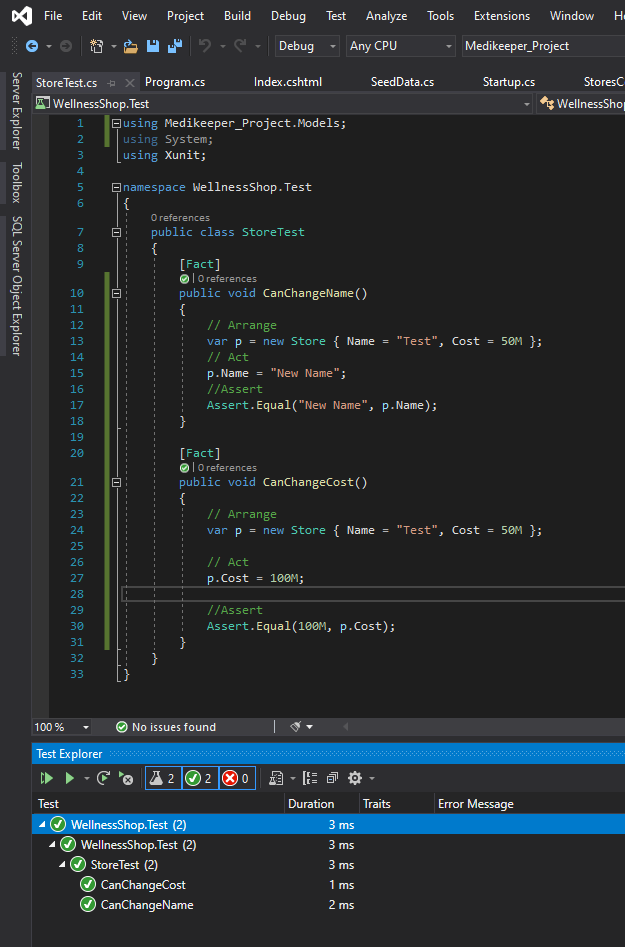 File Edit View Project Build Debug Test Analyze Tools Extensions Window
Debug Any CPU Medikeeper_Project
StoreTest.cs Program.cs Index.cshtml SeedData.cs Startup.cs StoresC
WellnessShop.Test WellnessShop
Server Explorer
Toolbox
SQL Server Object Explorer
1 using Medikeeper_Project.Models;
2 using System;
3 using Xunit;
4
5 namespace WellnessShop.Test
6 {
0 references
7 public class StoreTest
8 {
9 [Fact]
| 0 references
10 public void CanChangeName()
11 {
12 // Arrange
13 var p = new Store { Name = "Test", Cost = 50M };
14 // Act
15 p.Name = "New Name";
16 //Assert
17 Assert.Equal("New Name", p.Name);
18 }
19
20 [Fact]
| 0 references
21 public void CanChangeCost()
22 {
23 // Arrange
24 var p = new Store { Name = "Test", Cost = 50M };
25
26 // Act
27 p.Cost = 100M;
28
29 //Assert
30 Assert.Equal(100M, p.Cost);
31 }
32 }
33 }
100 % No issues found
Test Explorer
2 2 0
Test Duration Traits Error Message
WellnessShop.Test (2) 3 ms
WellnessShop.Test (2) 3 ms
StoreTest (2) 3 ms
CanChangeCost 1 ms
CanChangeName 2 ms